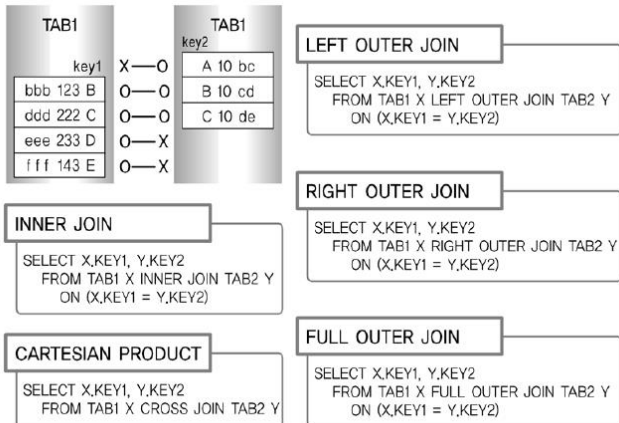 TAB1
key1
bbb 123 B
ddd 222 C
eee 233 D
fff 143 E
X—O
O—O
O—O
O—X
O—X
TAB1
key2
A 10 bc
B 10 cd
C 10 de
INNER JOIN
SELECT X.KEY1, Y.KEY2
FROM TAB1 X INNER JOIN TAB2 Y
ON (X.KEY1 = Y.KEY2)
CARTESIAN PRODUCT
SELECT X.KEY1, Y.KEY2
FROM TAB1 X CROSS JOIN TAB2 Y
LEFT OUTER JOIN
SELECT X.KEY1, Y.KEY2
FROM TAB1 X LEFT OUTER JOIN TAB2 Y
ON (X.KEY1 = Y.KEY2)
RIGHT OUTER JOIN
SELECT X.KEY1, Y.KEY2
FROM TAB1 X RIGHT OUTER JOIN TAB2 Y
ON (X.KEY1 = Y.KEY2)
FULL OUTER JOIN
SELECT X.KEY1, Y.KEY2
FROM TAB1 X FULL OUTER JOIN TAB2 Y
ON (X.KEY1 = Y.KEY2)